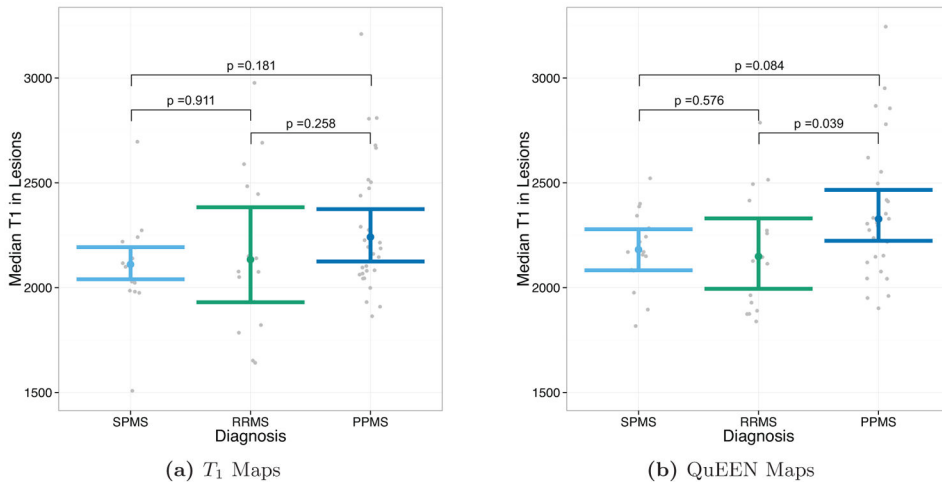 3000
2500
2000
1500
Median T1 in Lesions
p =0.181
p =0.911
p =0.258
SPMS RRMS PPMS
Diagnosis
(a) T1 Maps
3000
2500
2000
1500
Median T1 in Lesions
p =0.084
p =0.576
p =0.039
SPMS RRMS PPMS
Diagnosis
(b) QuEEN Maps